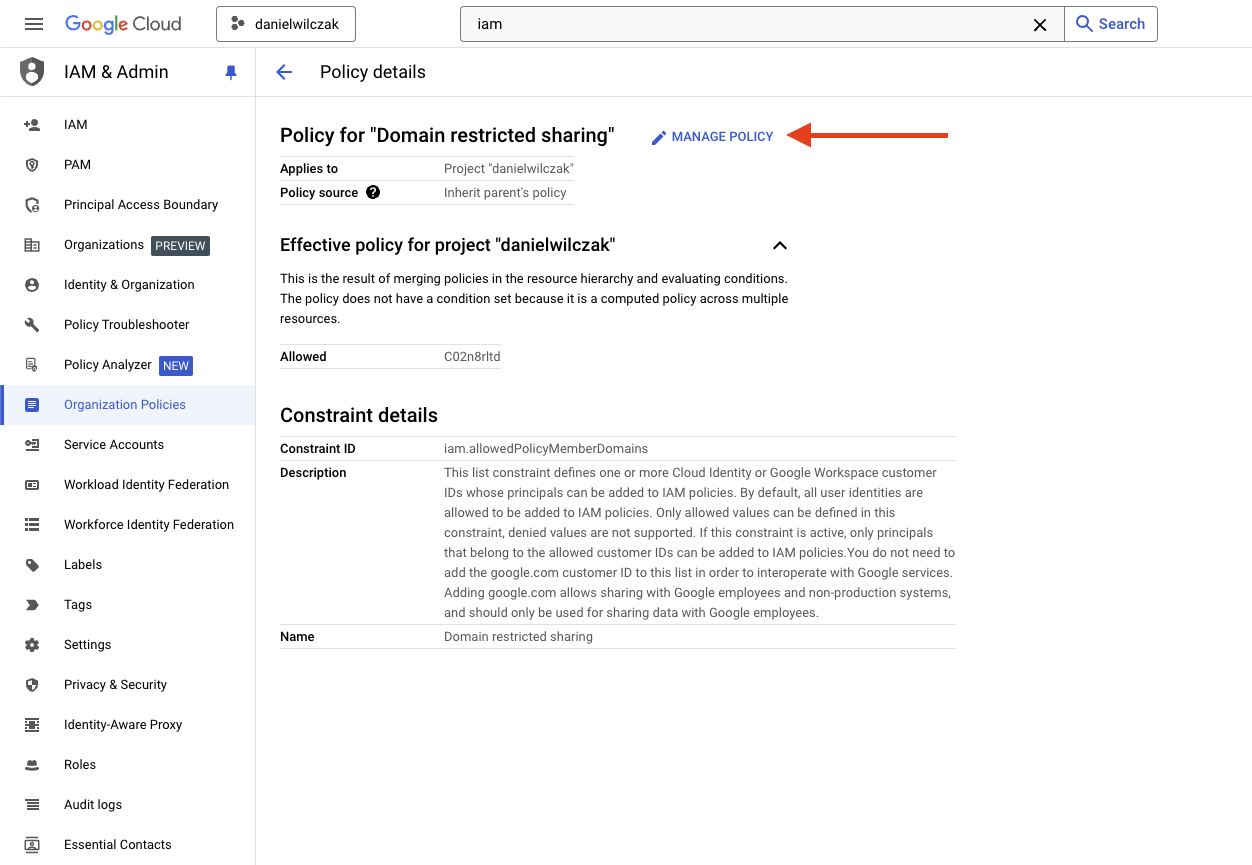 Google Cloud
danielwilczak
iam
Search
IAM & Admin
Policy details
IAM
PAM
Principal Access Boundary
Organizations PREVIEW
Identity & Organization
Policy Troubleshooter
Policy Analyzer NEW
Organization Policies
Service Accounts
Workload Identity Federation
Workforce Identity Federation
Labels
Tags
Settings
Privacy & Security
Identity-Aware Proxy
Roles
Audit logs
Essential Contacts
Policy for "Domain restricted sharing"
MANAGE POLICY
Applies to Project "danielwilczak"
Policy source ? Inherit parent's policy
Effective policy for project "danielwilczak"
This is the result of merging policies in the resource hierarchy and evaluating conditions.
The policy does not have a condition set because it is a computed policy across multiple
resources.
Allowed C02n8rltd
Constraint details
Constraint ID iam.allowedPolicyMemberDomains
Description This list constraint defines one or more Cloud Identity or Google Workspace customer
IDs whose principals can be added to IAM policies. By default, all user identities are
allowed to be added to IAM policies. Only allowed values can be defined in this
constraint, denied values are not supported. If this constraint is active, only principals
that belong to the allowed customer IDs can be added to IAM policies.You do not need to
add the google.com customer ID to this list in order to interoperate with Google services.
Adding google.com allows sharing with Google employees and non-production systems,
and should only be used for sharing data with Google employees.
Name Domain restricted sharing